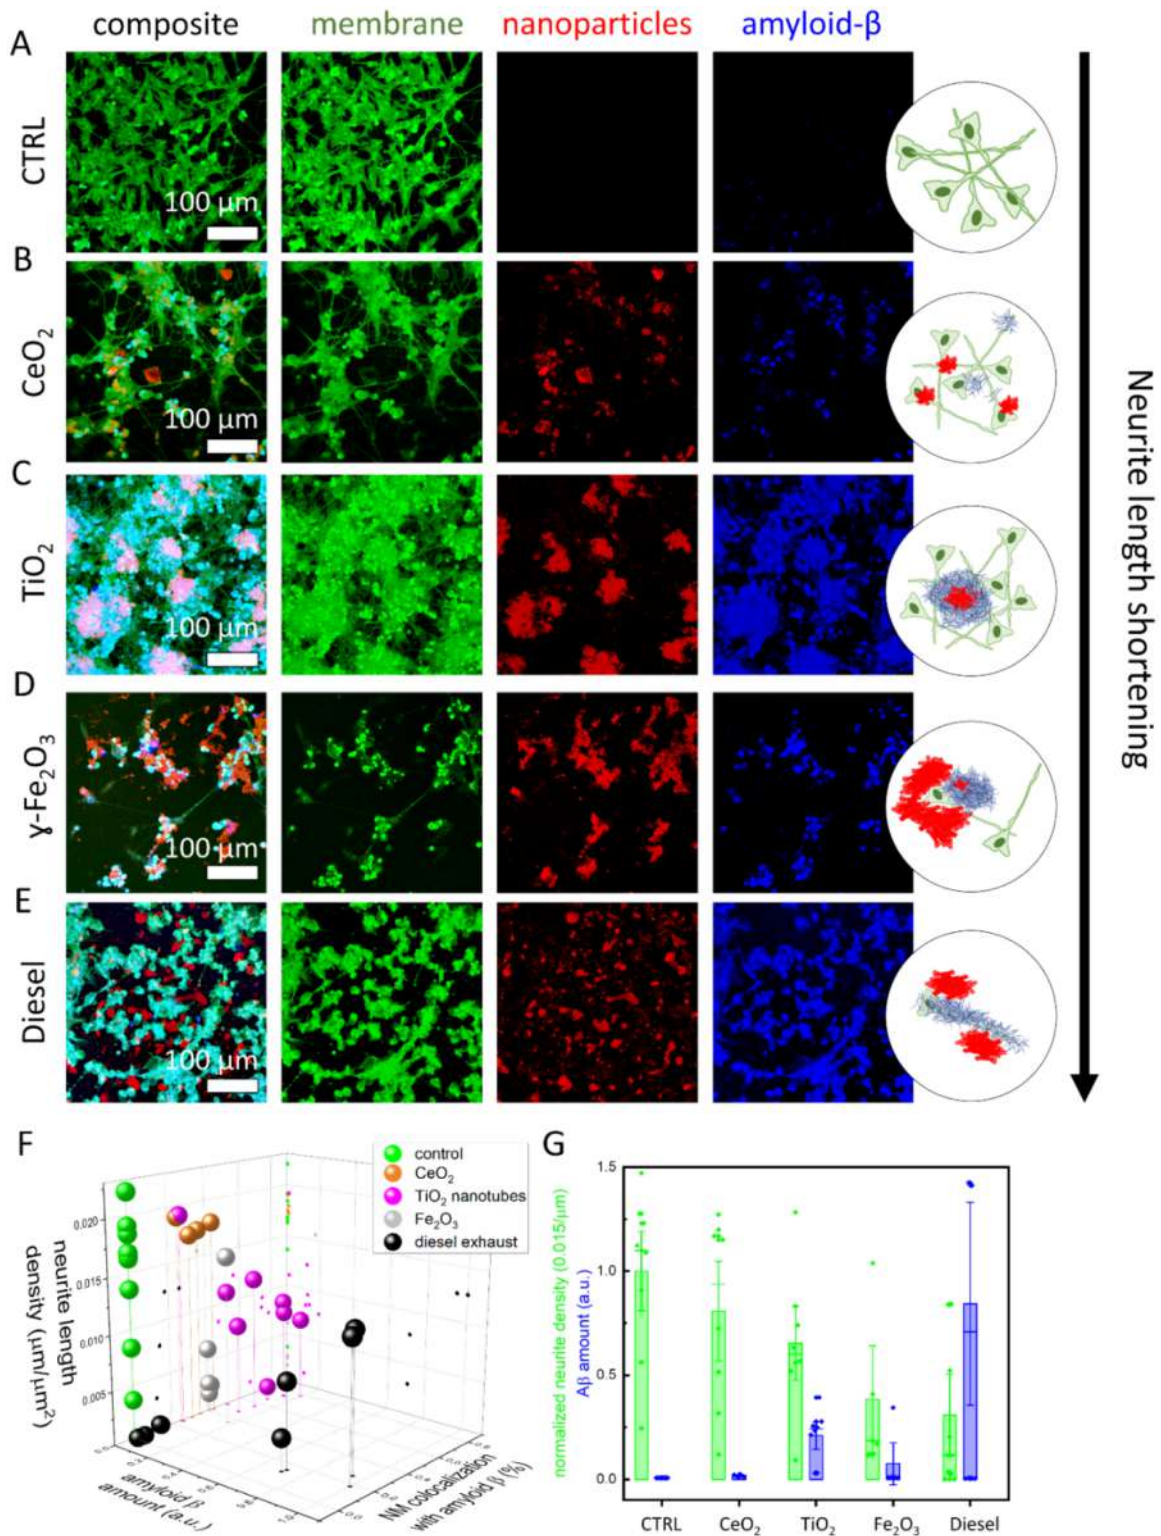 composite membrane nanoparticles amyloid-β
A
CTRL
100 µm
B
CeO₂
100 µm
C
TiO₂
100 µm
D
γ-Fe₂O₃
100 µm
E
Diesel
100 µm
Neurite length shortening
F
control
CeO₂
TiO₂ nanotubes
Fe₂O₃
diesel exhaust
neurite length
density (µm/µm²)
0.020
0.015
0.010
0.005
amyloid β
amount (a.u.)
NM colocalization
with amyloid β (%)
G
normalized neurite density (0.015/µm)
Aβ amount (a.u.)
1.5
1.0
0.5
0.0
CTRL CeO₂ TiO₂ Fe₂O₃ Diesel